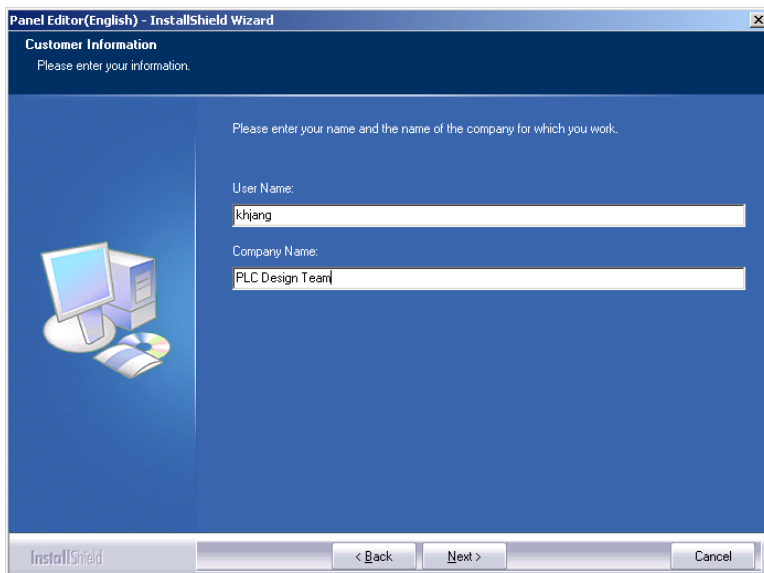 Panel Editor(English) - InstallShield Wizard
Customer Information
Please enter your information.
Please enter your name and the name of the company for which you work.
User Name:
khjang
Company Name:
PLC Design Team
InstallShield
< Back
Next >
Cancel